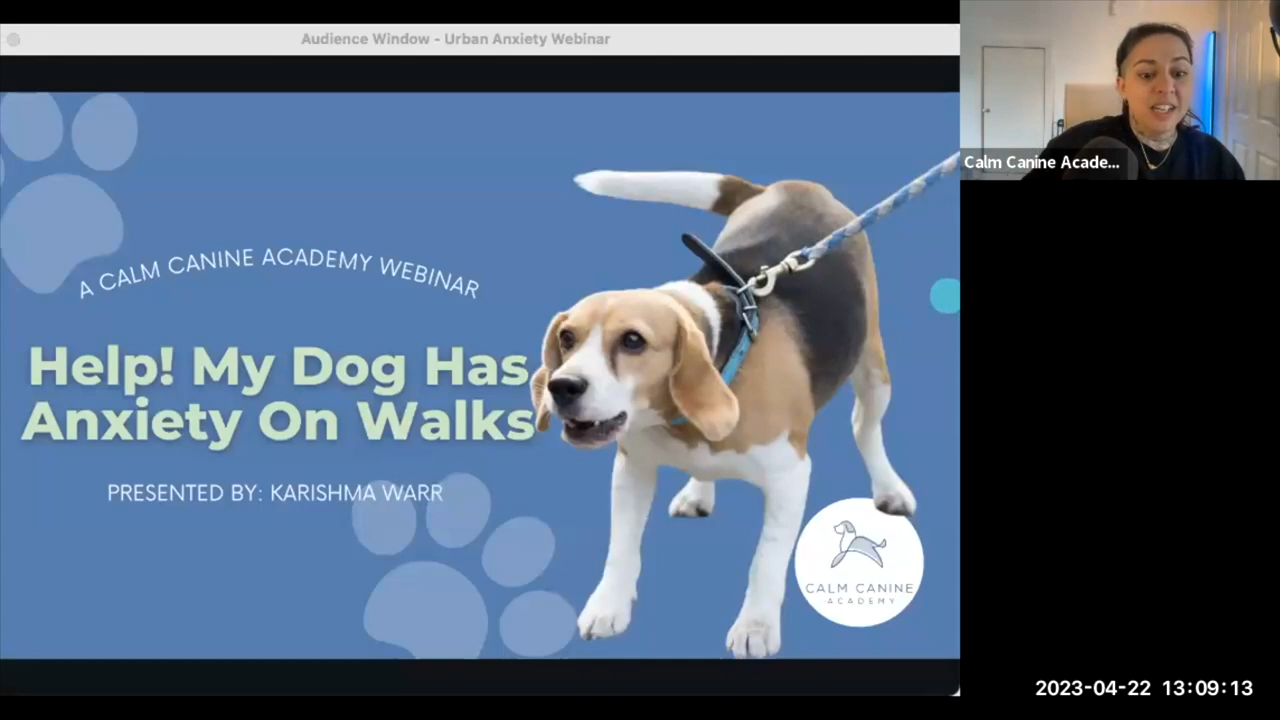 Audience Window - Urban Anxiety Webinar
Calm Canine Acade...
A CALM CANINE ACADEMY WEBINAR
Help! My Dog Has
Anxiety On Walks
PRESENTED BY: KARISHMA WARR
CALM CANINE
ACADEMY
2023-04-22 13:09:13